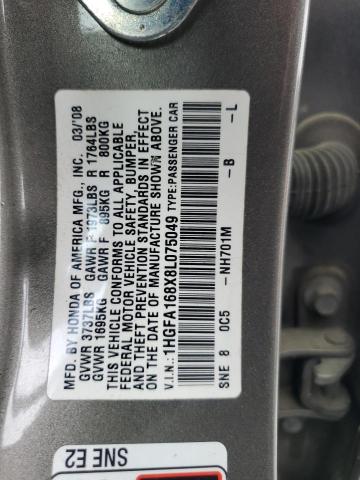 MFD. BY HONDA OF AMERICA MFG., INC. 03/'08
GVWR 3737LBS GAWR F 1973LBS R 1764LBS
GVWR 1695KG GAWR F 895KG R 800KG
THIS VEHICLE CONFORMS TO ALL APPLICABLE
FEDERAL MOTOR VEHICLE SAFETY, BUMPER,
AND THEFT PREVENTION STANDARDS IN EFFECT
ON THE DATE OF MANUFACTURE SHOWN ABOVE.
V.I.N.: 1HGFA168X8L075049 TYPE:PASSENGER CAR
SNE 8 0C5 -NH701M -B -L
SNE E2